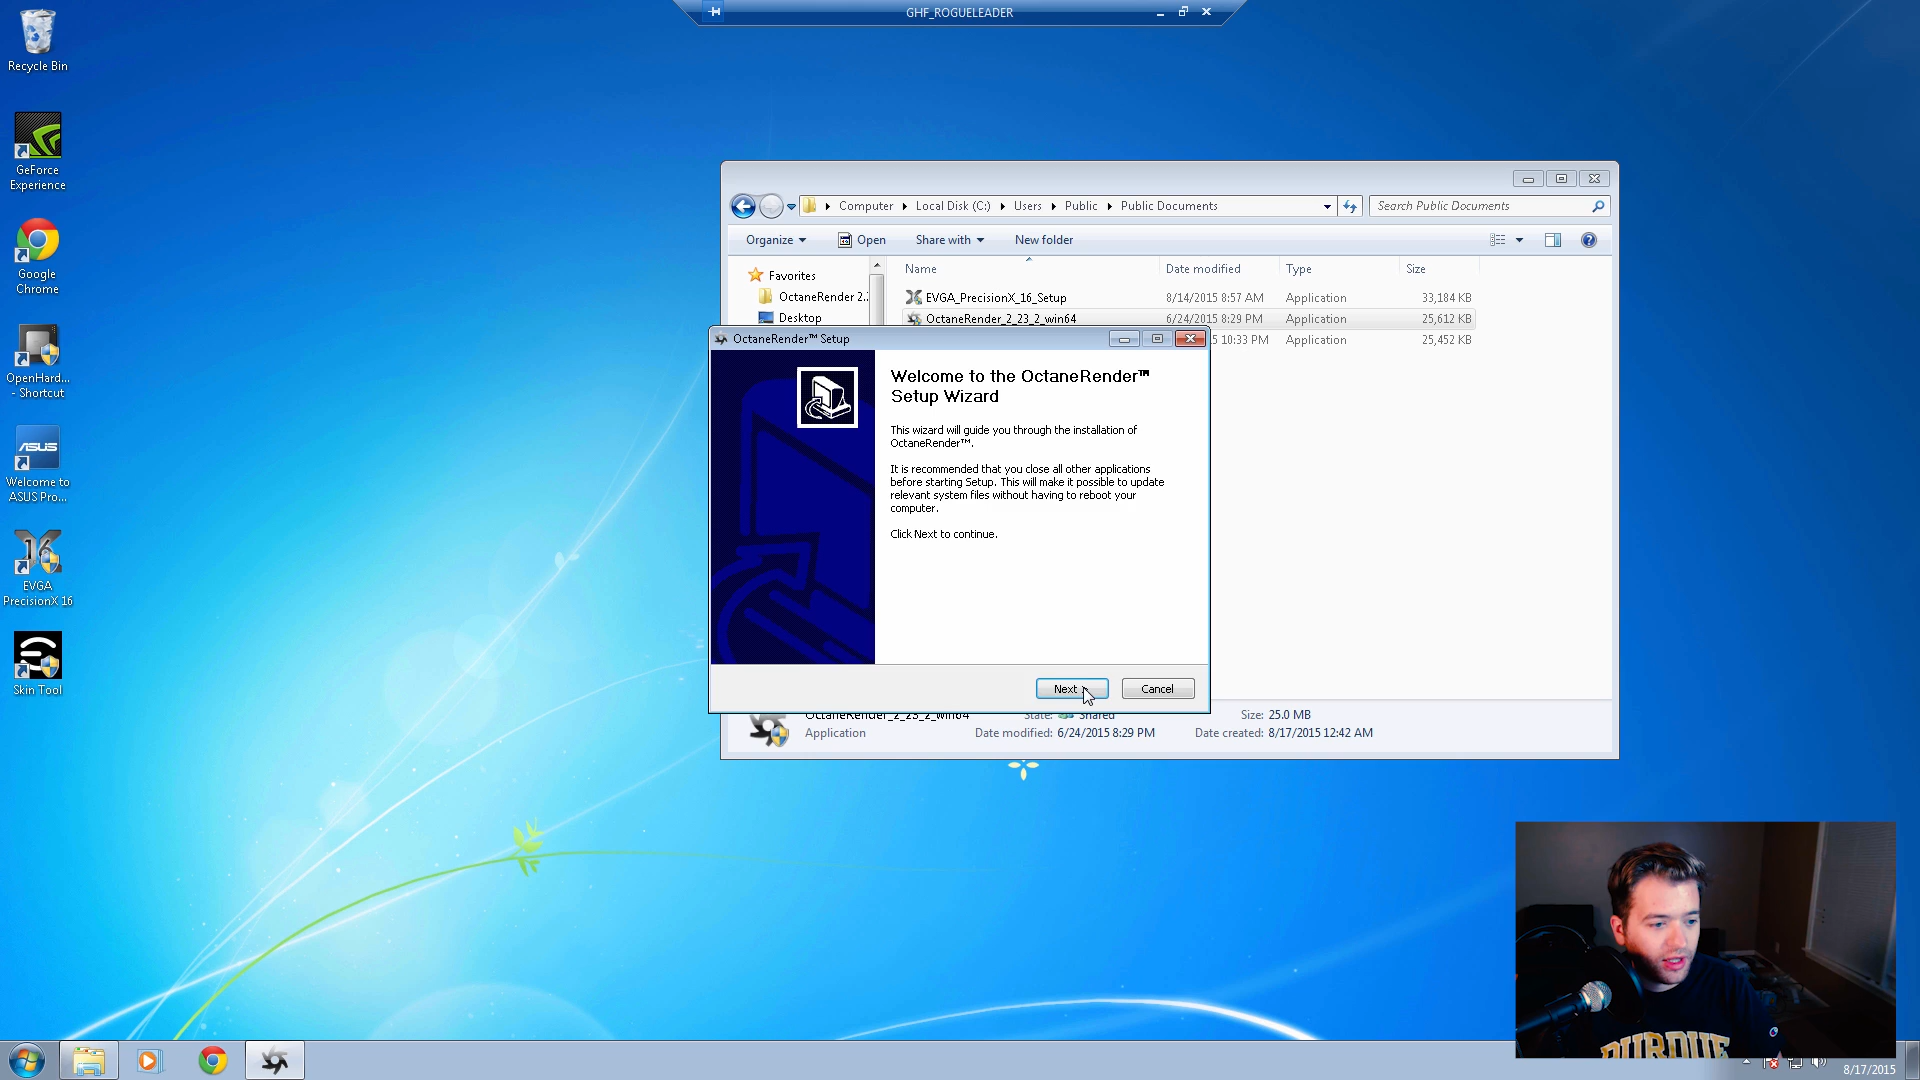 GHF_ROGUELEADER
Recycle Bin
GeForce
Experience
Google
Chrome
OpenHard...
- Shortcut
ASUS
Welcome to
ASUS Pro...
16
EVGA
PrecisionX 16
Skin Tool
Computer
Local Disk (C:)
Users
Public
Public Documents
Search Public Documents
Organize
Open
Share with
New folder
Name
Date modified
Type
Size
Favorites
OctaneRender 2.
Desktop
EVGA_PrecisionX_16_Setup
8/14/2015 8:57 AM
Application
33,184 KB
OctaneRender_2_23_2_win64
6/24/2015 8:29 PM
Application
25,612 KB
5 10:33 PM
Application
25,452 KB
OctaneRender™ Setup
Welcome to the OctaneRender™
Setup Wizard
This wizard will guide you through the installation of
OctaneRender™.
It is recommended that you close all other applications
before starting Setup. This will make it possible to update
relevant system files without having to reboot your
computer.
Click Next to continue.
Next >
Cancel
OctaneRender_2_23_2_win64
State: Shared
Size: 25.0 MB
Application
Date modified: 6/24/2015 8:29 PM
Date created: 8/17/2015 12:42 AM
PURDUE
8/17/2015